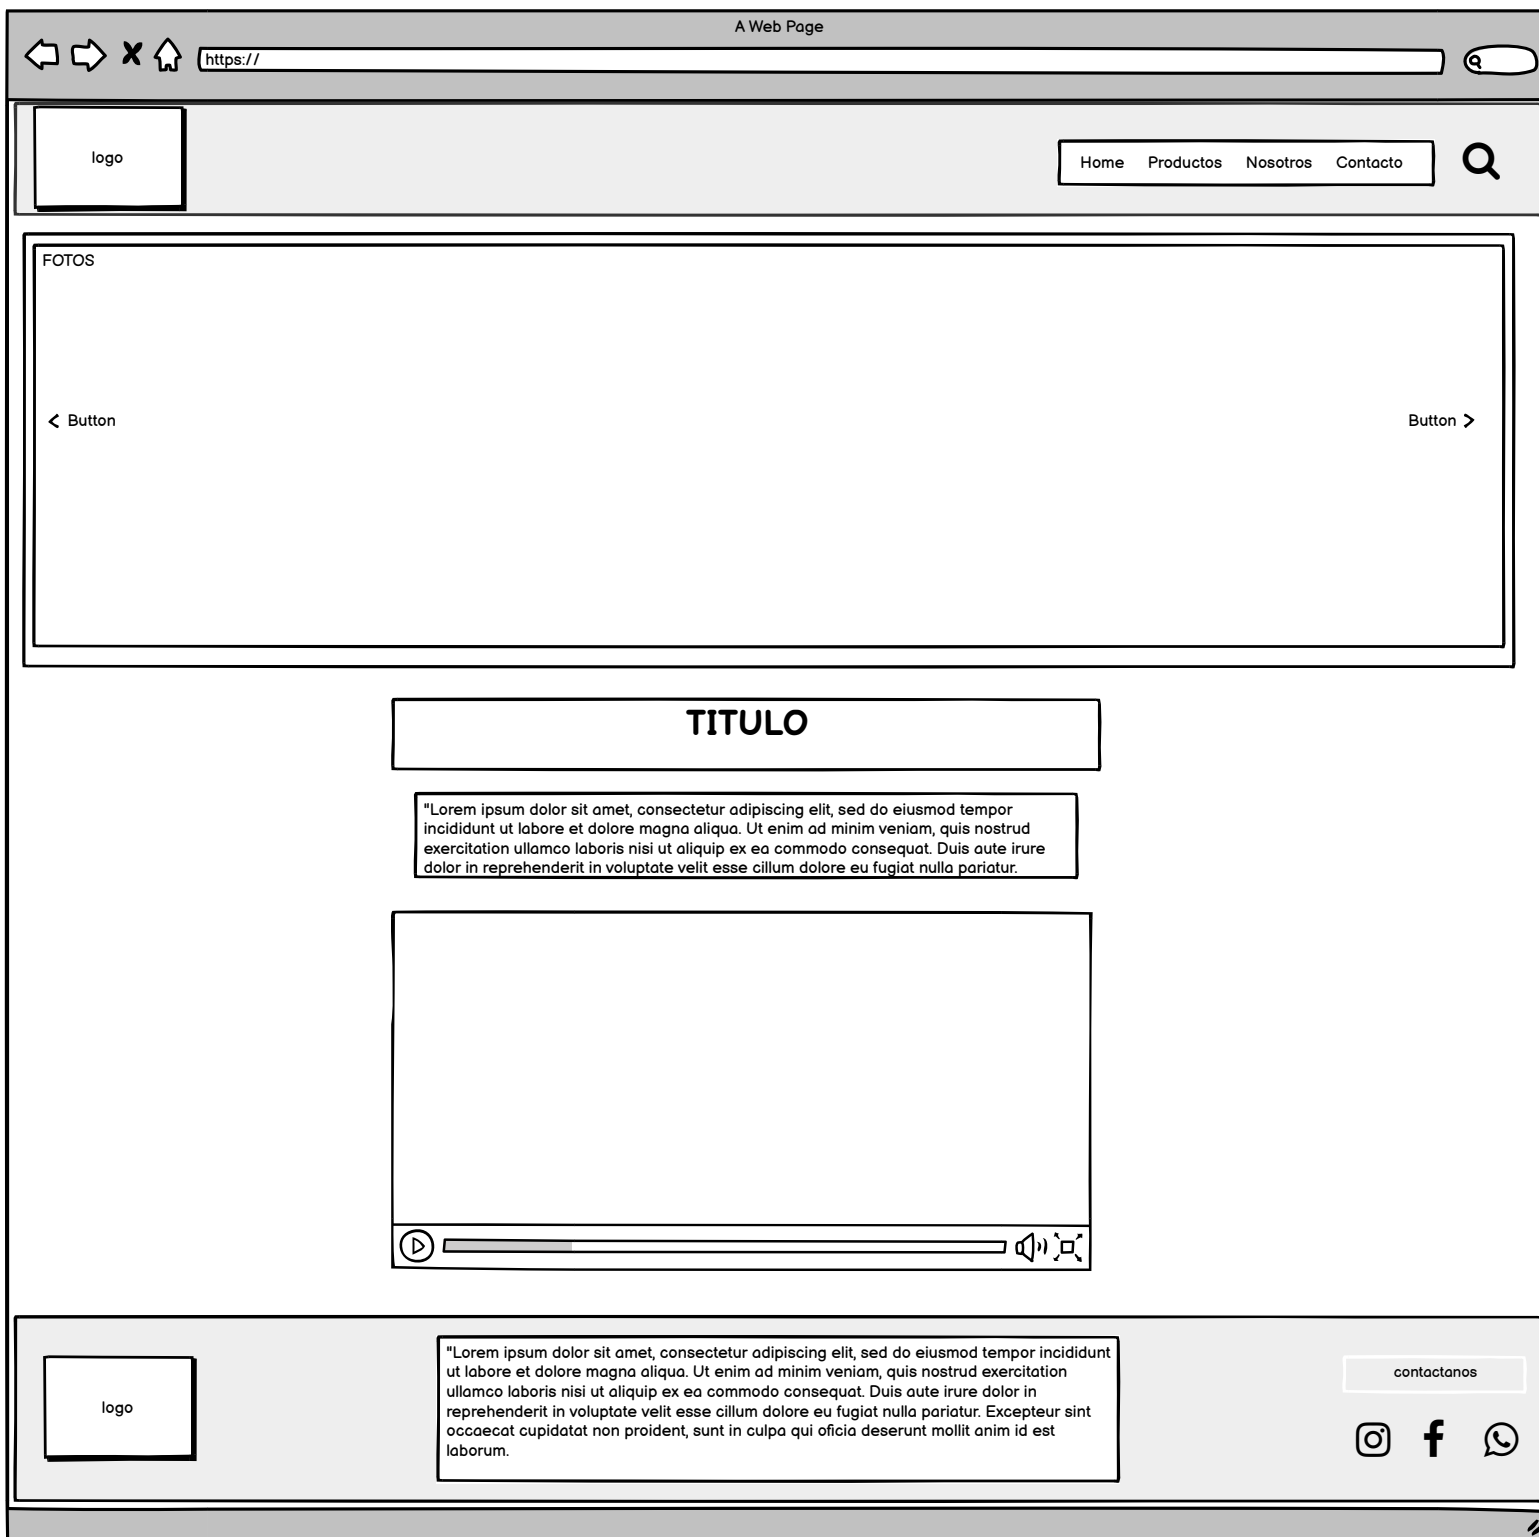 A Web Page
https://
logo
Home Productos Nosotros Contacto
FOTOS
Button
Button
TITULO
"Lorem ipsum dolor sit amet, consectetur adipiscing elit, sed do eiusmod tempor
incididunt ut labore et dolore magna aliqua. Ut enim ad minim veniam, quis nostrud
exercitation ullamco laboris nisi ut aliquip ex ea commodo consequat. Duis aute irure
dolor in reprehenderit in voluptate velit esse cillum dolore eu fugiat nulla pariatur.
logo
"Lorem ipsum dolor sit amet, consectetur adipiscing elit, sed do eiusmod tempor incididunt
ut labore et dolore magna aliqua. Ut enim ad minim veniam, quis nostrud exercitation
ullamco laboris nisi ut aliquip ex ea commodo consequat. Duis aute irure dolor in
reprehenderit in voluptate velit esse cillum dolore eu fugiat nulla pariatur. Excepteur sint
occaecat cupidatat non proident, sunt in culpa qui oficia deserunt mollit anim id est
laborum.
contactanos